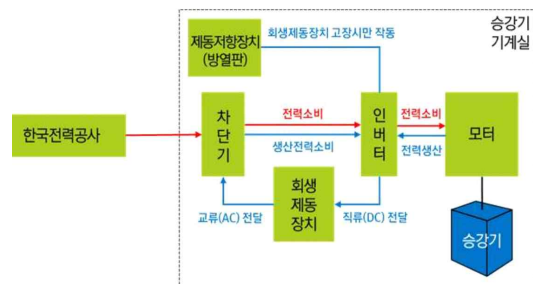 승강기
기계실
제동저항장치
(방열판)
회생제동장치 고장시만 작동
한국전력공사
차
단
기
전력소비
생산전력소비
인
버
터
전력소비
전력생산
모터
회생
제동
장치
교류(AC) 전달
직류(DC) 전달
승강기